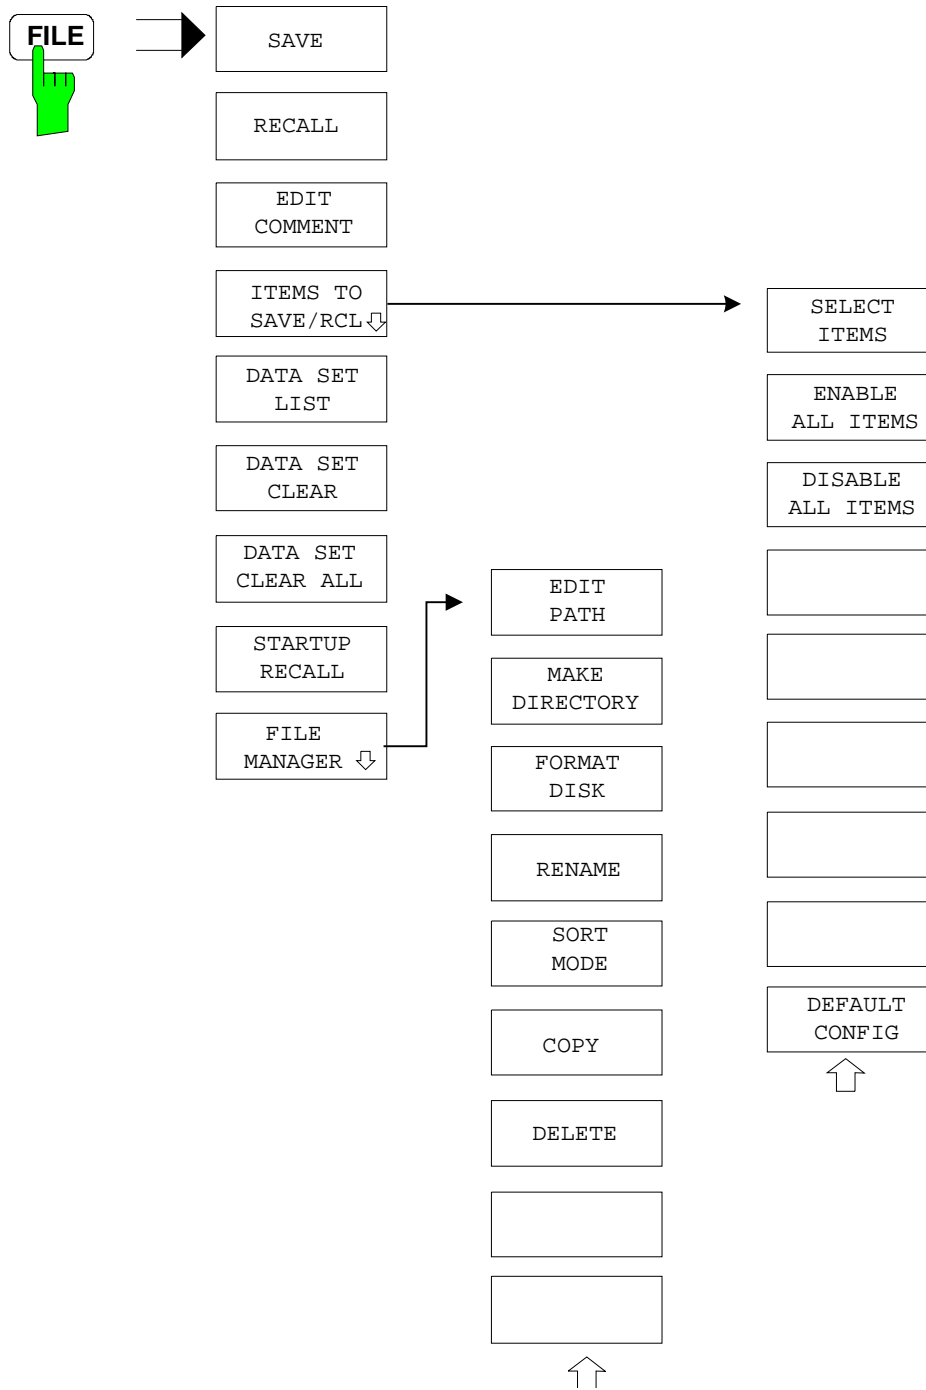 FILE
SAVE
RECALL
EDIT
COMMENT
ITEMS TO
SAVE/RCL
DATA SET
LIST
DATA SET
CLEAR
DATA SET
CLEAR ALL
STARTUP
RECALL
FILE
MANAGER
EDIT
PATH
MAKE
DIRECTORY
FORMAT
DISK
RENAME
SORT
MODE
COPY
DELETE
SELECT
ITEMS
ENABLE
ALL ITEMS
DISABLE
ALL ITEMS
DEFAULT
CONFIG